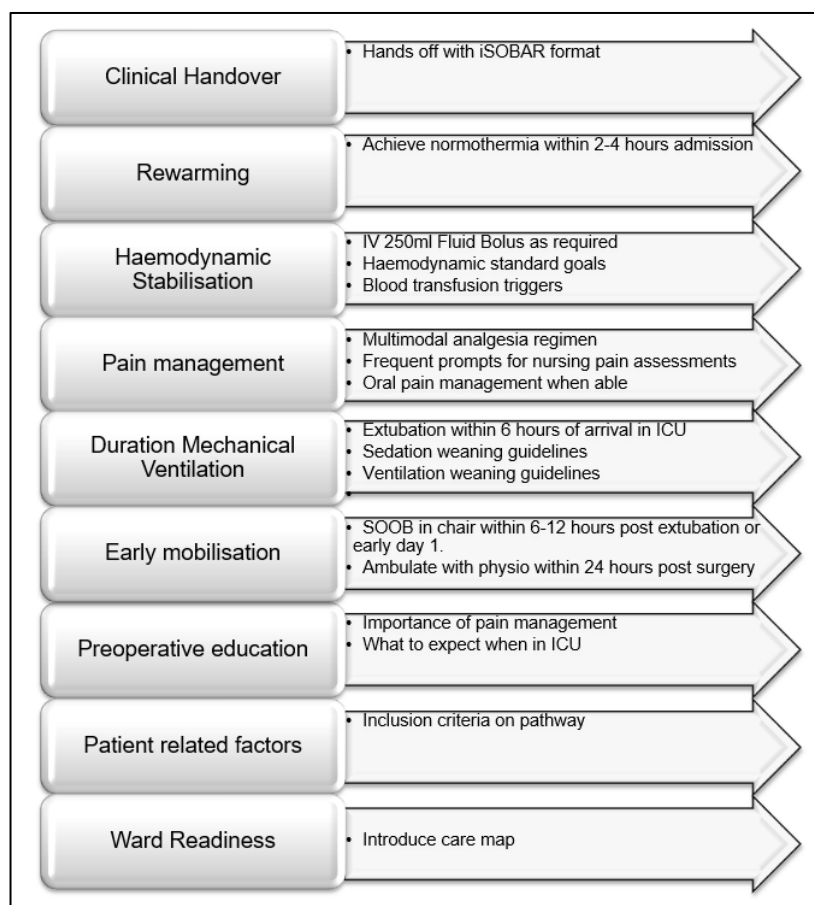 Clinical Handover
• Hands off with iSOBAR format
Rewarming
• Achieve normothermia within 2-4 hours admission
Haemodynamic
Stabilisation
• IV 250ml Fluid Bolus as required
• Haemodynamic standard goals
• Blood transfusion triggers
Pain management
• Multimodal analgesia regimen
• Frequent prompts for nursing pain assessments
• Oral pain management when able
Duration Mechanical
Ventilation
• Extubation within 6 hours of arrival in ICU
• Sedation weaning guidelines
• Ventilation weaning guidelines
•
Early mobilisation
• SOOB in chair within 6-12 hours post extubation or
early day 1.
• Ambulate with physio within 24 hours post surgery
Preoperative education
• Importance of pain management
• What to expect when in ICU
Patient related factors
• Inclusion criteria on pathway
Ward Readiness
• Introduce care map